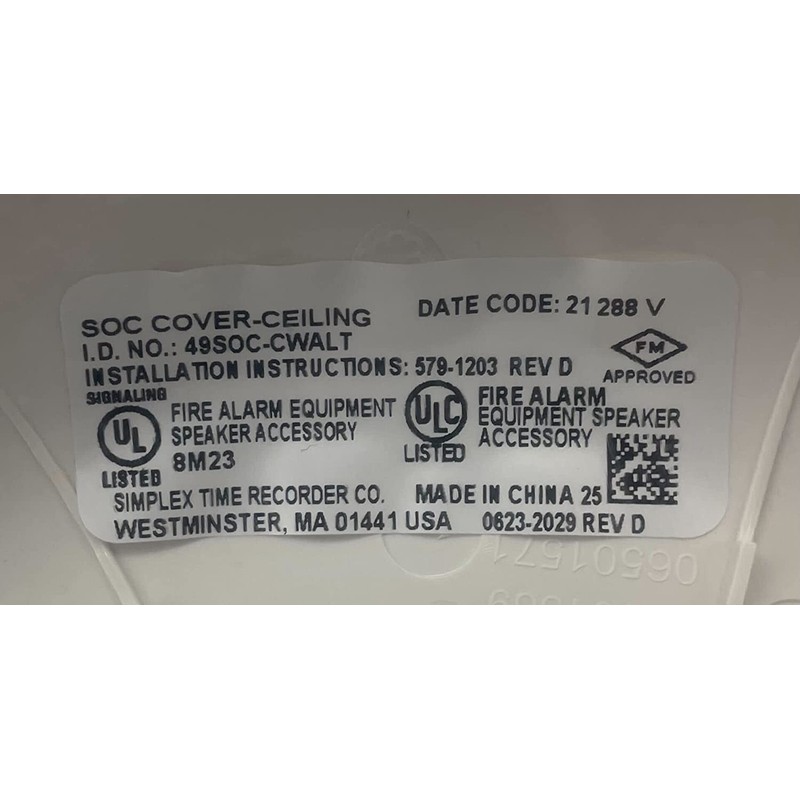 SOC COVER-CEILING
DATE CODE: 21 288 V
I.D. NO.: 49SOC-CWALT
INSTALLATION INSTRUCTIONS: 579-1203 REV D
FM
APPROVED
SIGNALING
UL
LISTED
FIRE ALARM EQUIPMENT
SPEAKER ACCESSORY
8M23
ULC
LISTED
FIRE ALARM
EQUIPMENT SPEAKER
ACCESSORY
SIMPLEX TIME RECORDER CO.
MADE IN CHINA 25
WESTMINSTER, MA 01441 USA
0623-2029 REV D
06501571